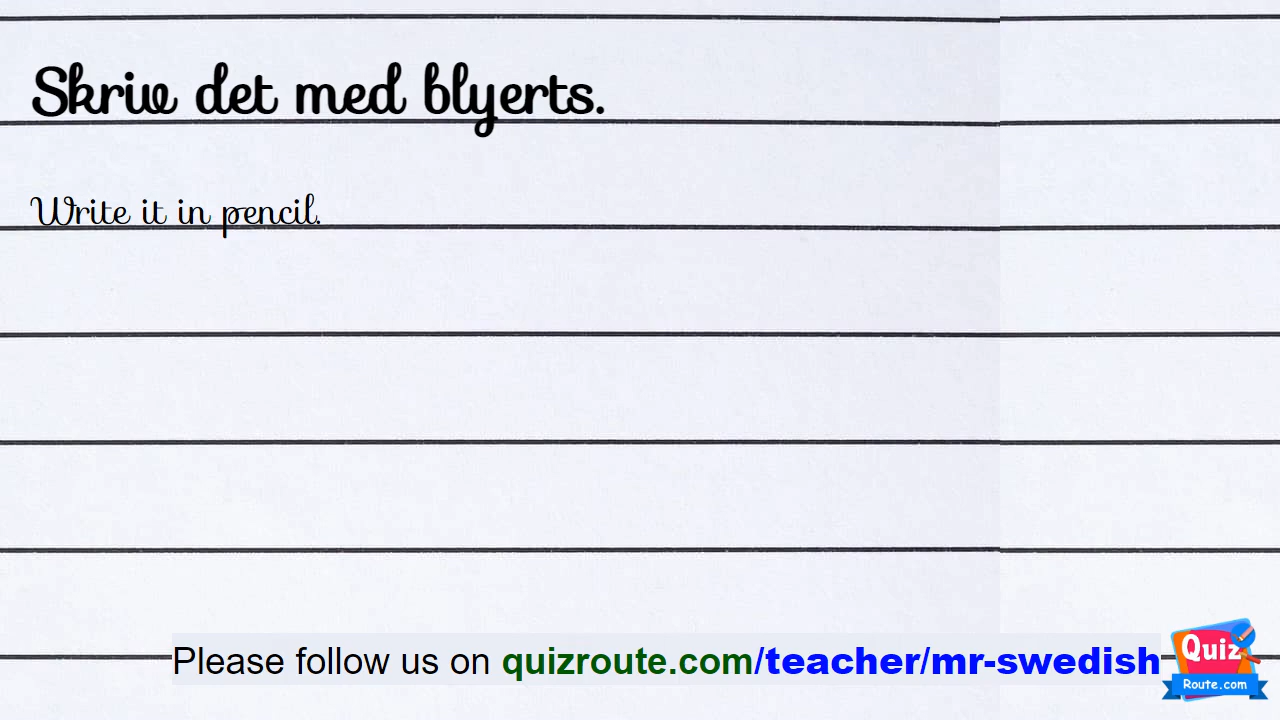 Skriv det med blyerts.
Write it in pencil.
Please follow us on quizroute.com/teacher/mr-swedish
Quiz
Route.com